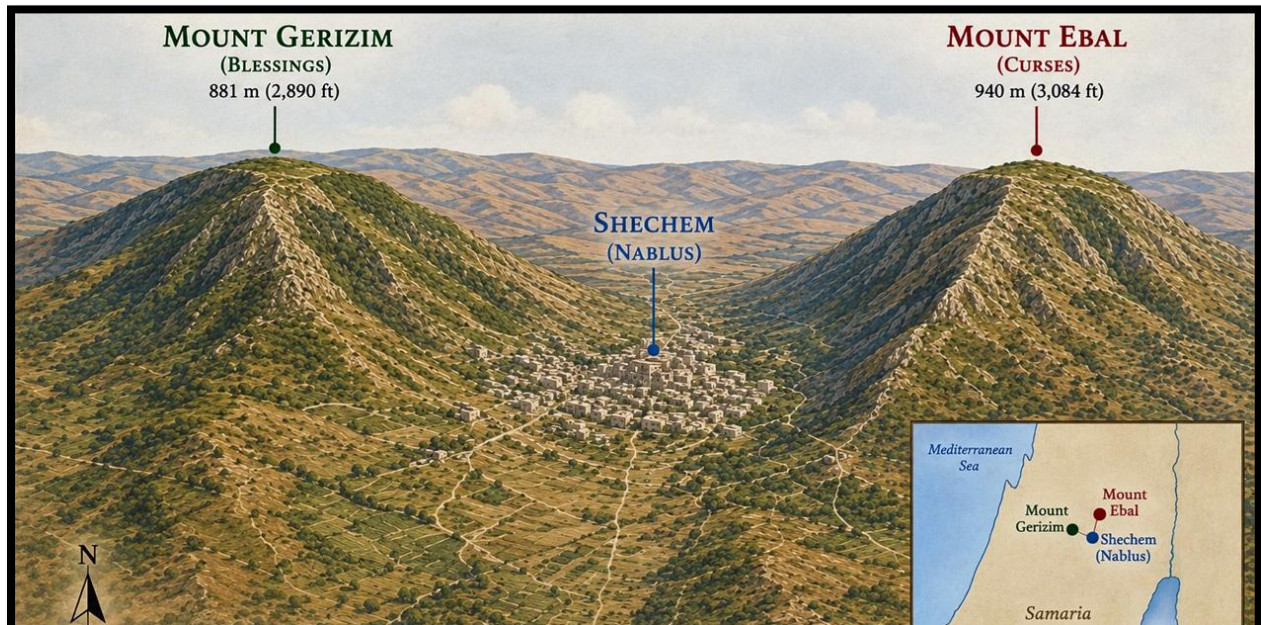 MOUNT GERIZIM
(BLESSINGS)
881 m (2,890 ft)
MOUNT EBAL
(CURSES)
940 m (3,084 ft)
SHECHEM
(NABLUS)
N
Mediterranean
Sea
Mount
Gerizim
Mount
Ebal
Shechem
(Nablus)
Samaria